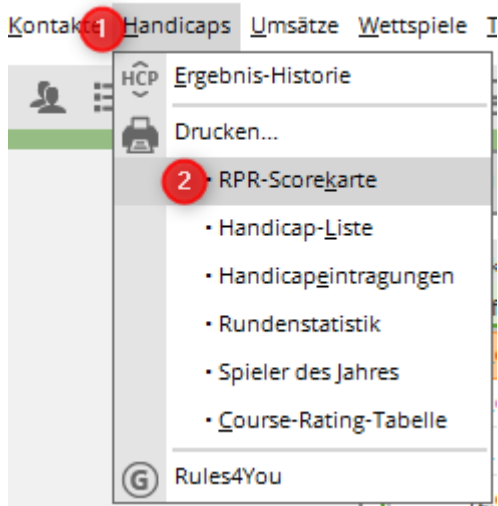 Kontakte Handicaps Umsätze Wettspiele
1
HCP Ergebnis-Historie
Drucken...
2 · RPR-Scorekarte
· Handicap-Liste
· Handicapeintragungen
· Rundenstatistik
· Spieler des Jahres
· Course-Rating-Tabelle
G Rules4You